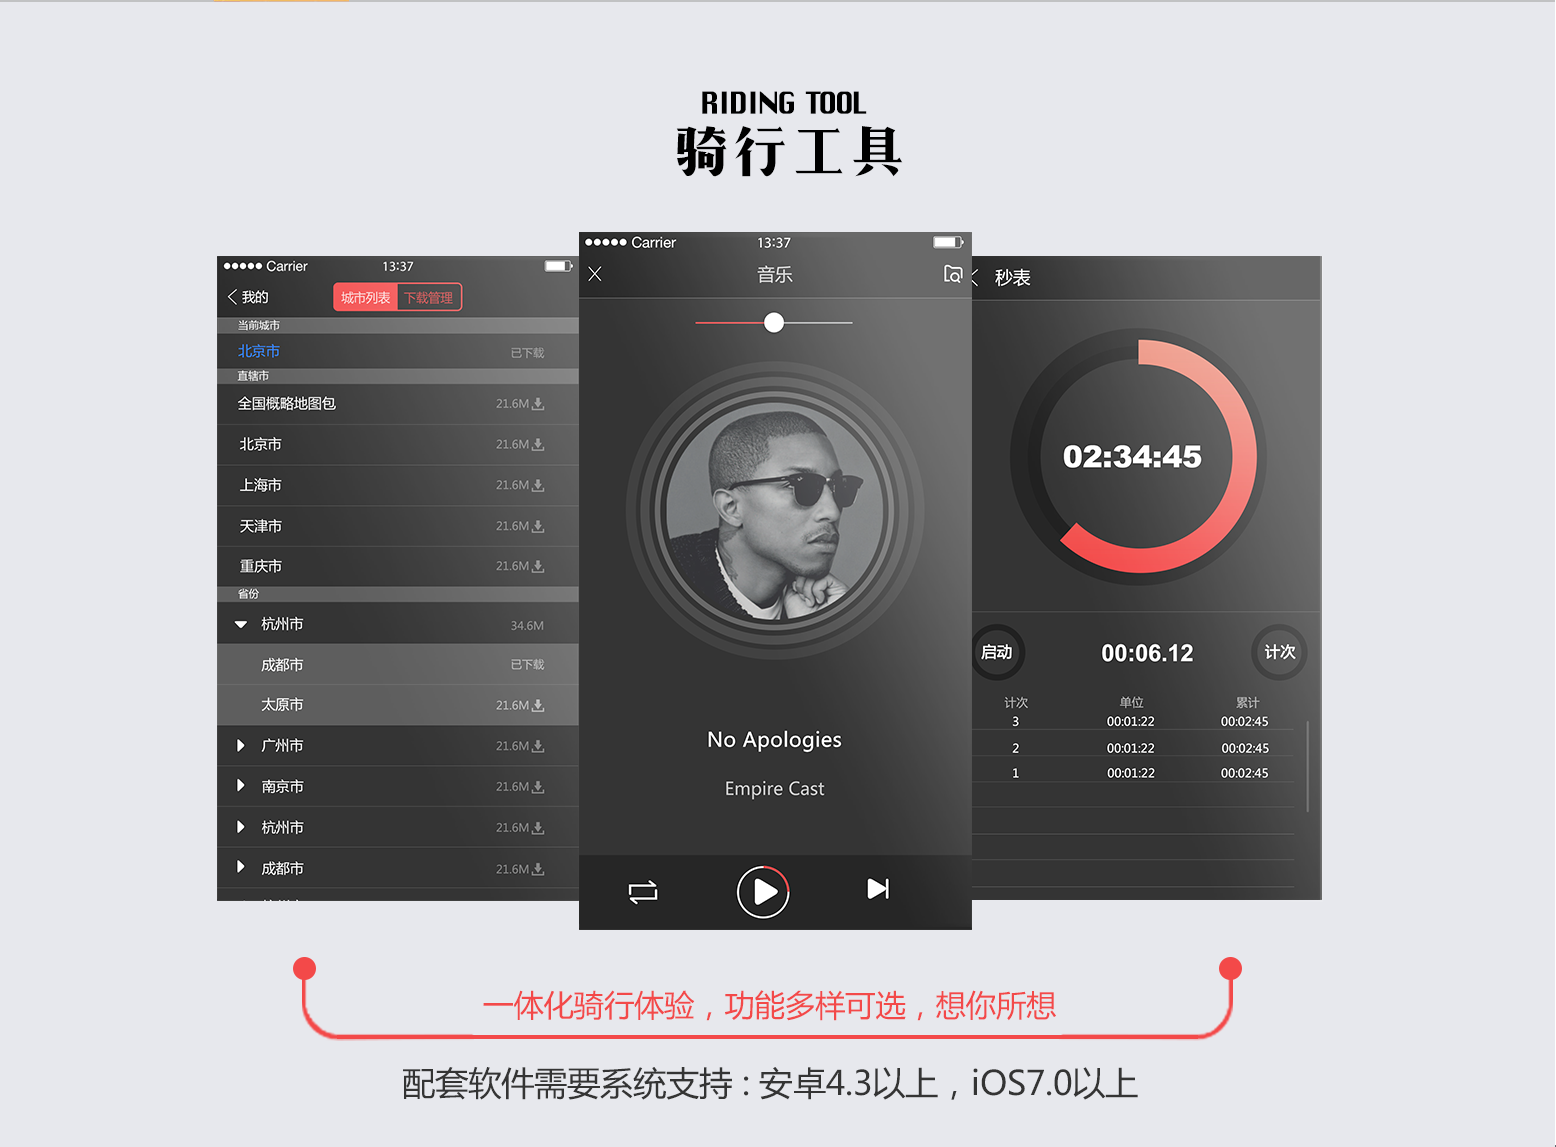 RIDING TOOL
骑行工具
Carrier 13:37
我的 城市列表 下载管理
当前城市
北京市 已下载
直辖市
全国概略地图包 21.6M
北京市 21.6M
上海市 21.6M
天津市 21.6M
重庆市 21.6M
省份
杭州市 34.6M
成都市 已下载
太原市 21.6M
广州市 21.6M
南京市 21.6M
杭州市 21.6M
成都市 21.6M
Carrier 13:37
音乐
No Apologies
Empire Cast
秒表
02:34:45
启动 00:06.12 计次
计次 单位 累计
3 00:01:22 00:02:45
2 00:01:22 00:02:45
1 00:01:22 00:02:45
一体化骑行体验，功能多样可选，想你所想
配套软件需要系统支持：安卓4.3以上，iOS7.0以上